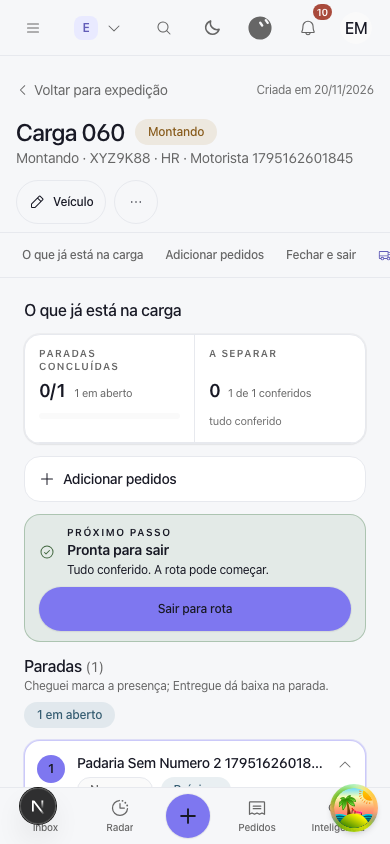 E
10
EM
Voltar para expedição
Criada em 20/11/2026
Carga 060
Montando
Montando · XYZ9K88 · HR · Motorista 1795162601845
Veículo
...
O que já está na carga
Adicionar pedidos
Fechar e sair
O que já está na carga
PARADAS CONCLUÍDAS
0/1
1 em aberto
A SEPARAR
0
1 de 1 conferidos
tudo conferido
Adicionar pedidos
PRÓXIMO PASSO
Pronta para sair
Tudo conferido. A rota pode começar.
Sair para rota
Paradas (1)
Cheguei marca a presença; Entregue dá baixa na parada.
1 em aberto
1
Padaria Sem Numero 2 17951626018...
N
Inbox
Radar
Pedidos